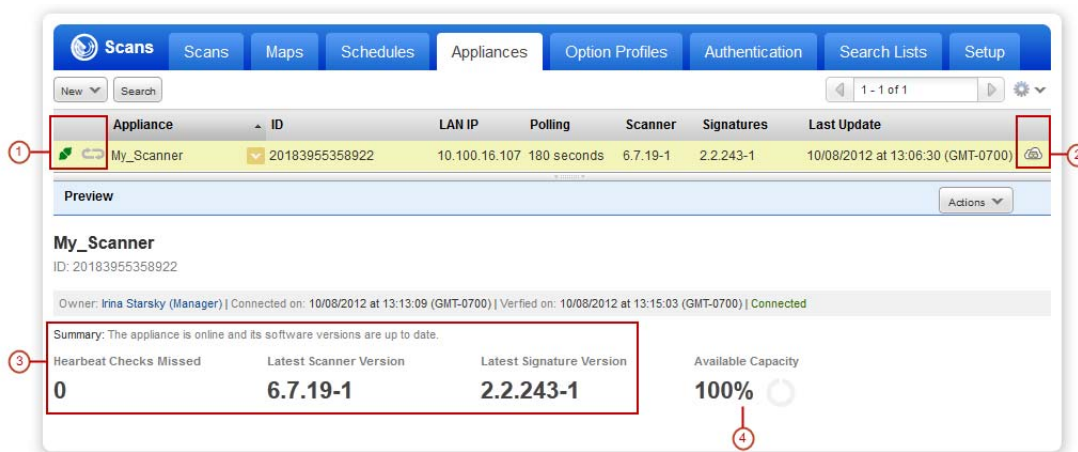 Scans Scans Maps Schedules Appliances Option Profiles Authentication Search Lists Setup
New Search 1 - 1 of 1
Appliance ID LAN IP Polling Scanner Signatures Last Update
1 My_Scanner 20183955358922 10.100.16.107 180 seconds 6.7.19-1 2.2.243-1 10/08/2012 at 13:06:30 (GMT-0700) 2
Preview Actions
My_Scanner
ID: 20183955358922
Owner: Irina Starsky (Manager) | Connected on: 10/08/2012 at 13:13:09 (GMT-0700) | Verfied on: 10/08/2012 at 13:15:03 (GMT-0700) | Connected
Summary: The appliance is online and its software versions are up to date.
3 Hearbeat Checks Missed Latest Scanner Version Latest Signature Version Available Capacity
0 6.7.19-1 2.2.243-1 100%
4